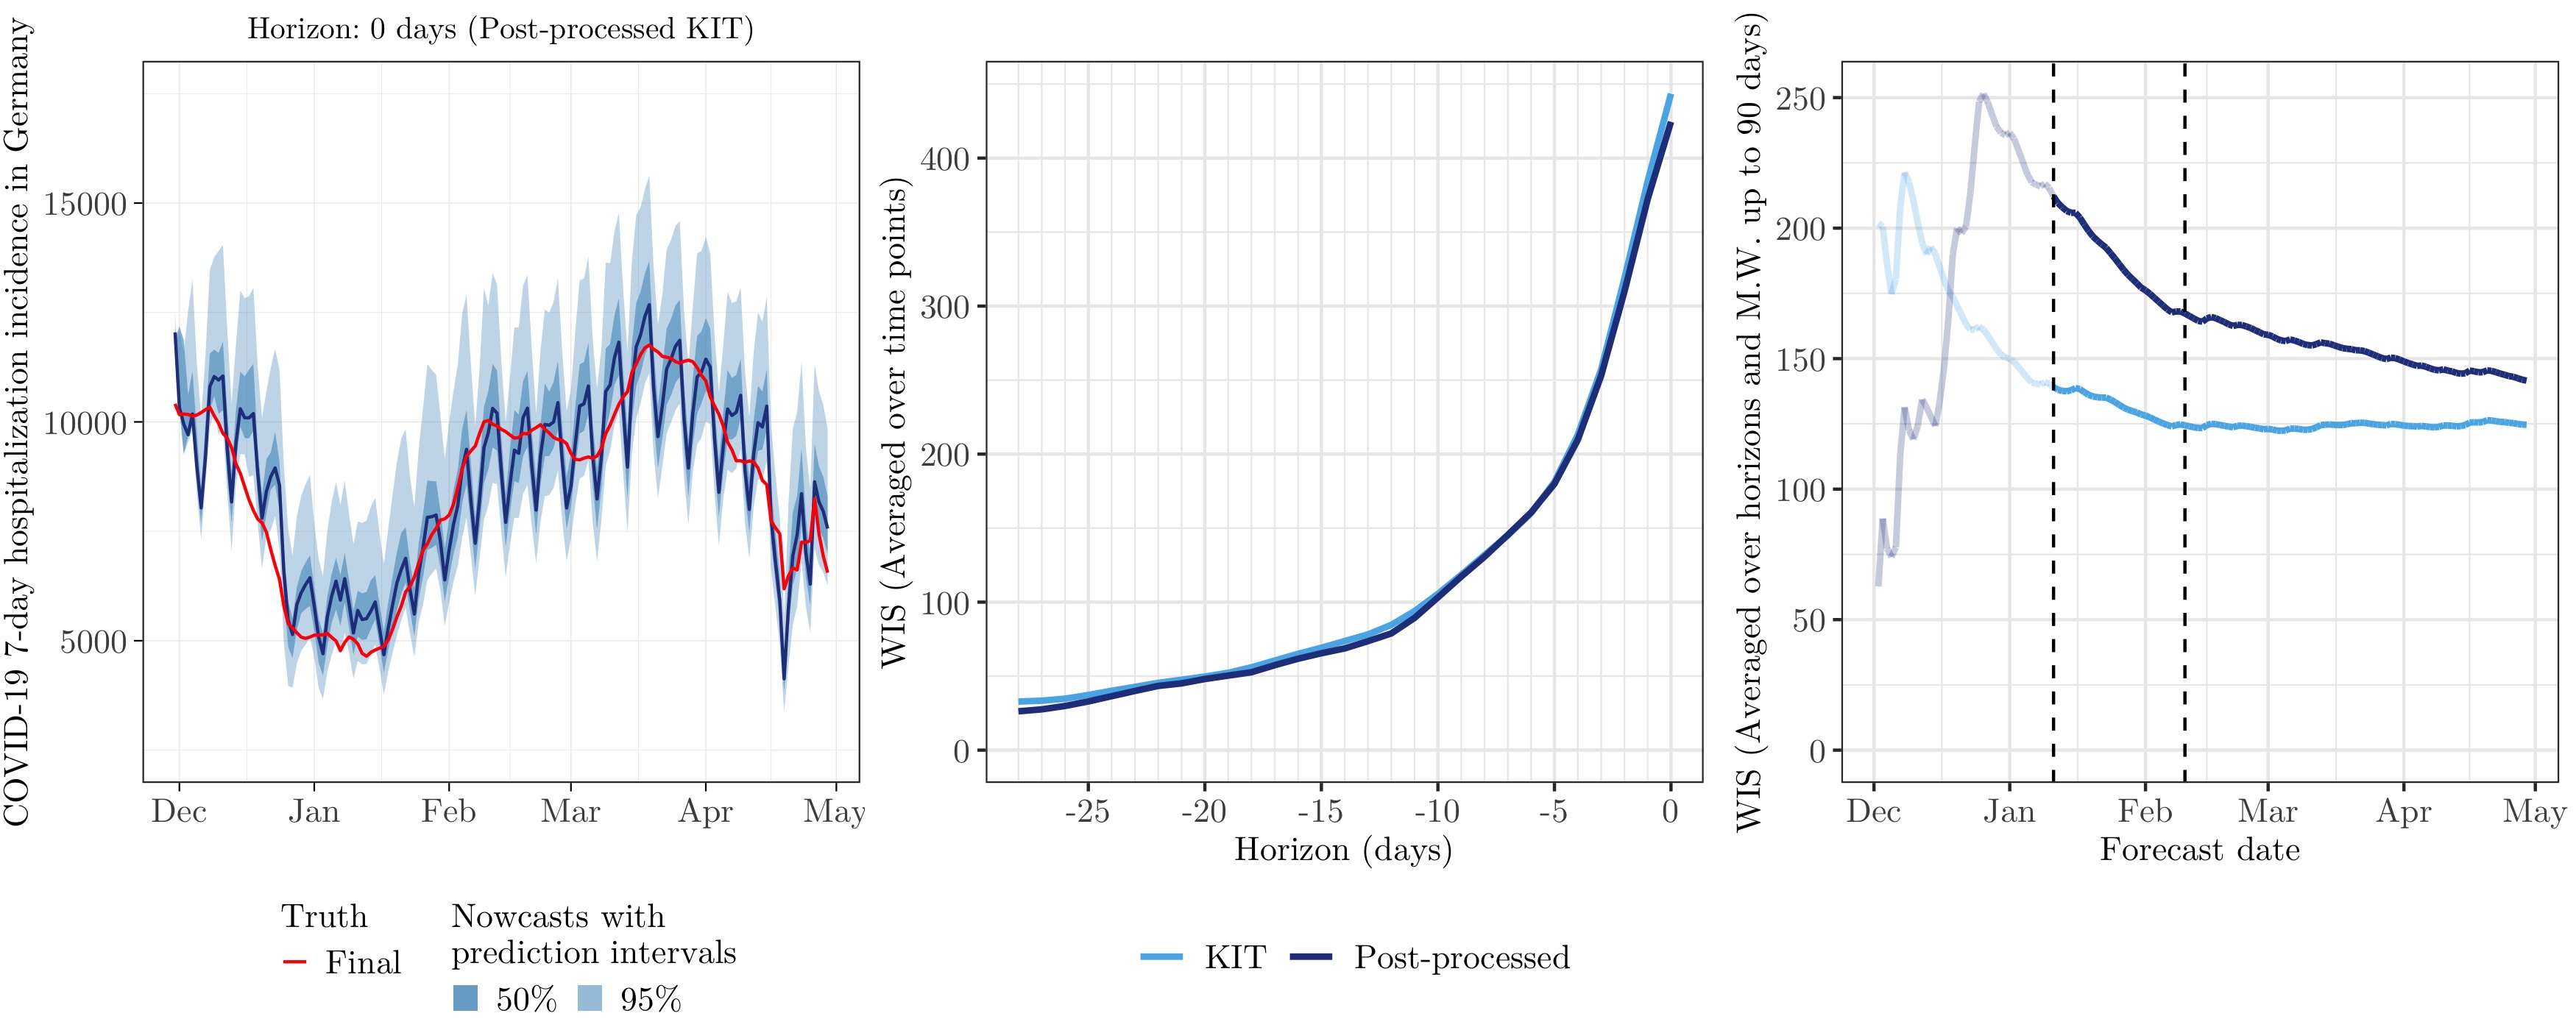 Horizon: 0 days (Post-processed KIT)
COVID-19 7-day hospitalization incidence in Germany
15000
10000
5000
Dec Jan Feb Mar Apr May
Truth
Final
Nowcasts with
prediction intervals
50% 95%
WIS (Averaged over time points)
400
300
200
100
0
-25 -20 -15 -10 -5 0
Horizon (days)
KIT Post-processed
WIS (Averaged over horizons and M.W. up to 90 days)
250
200
150
100
50
0
Dec Jan Feb Mar Apr May
Forecast date